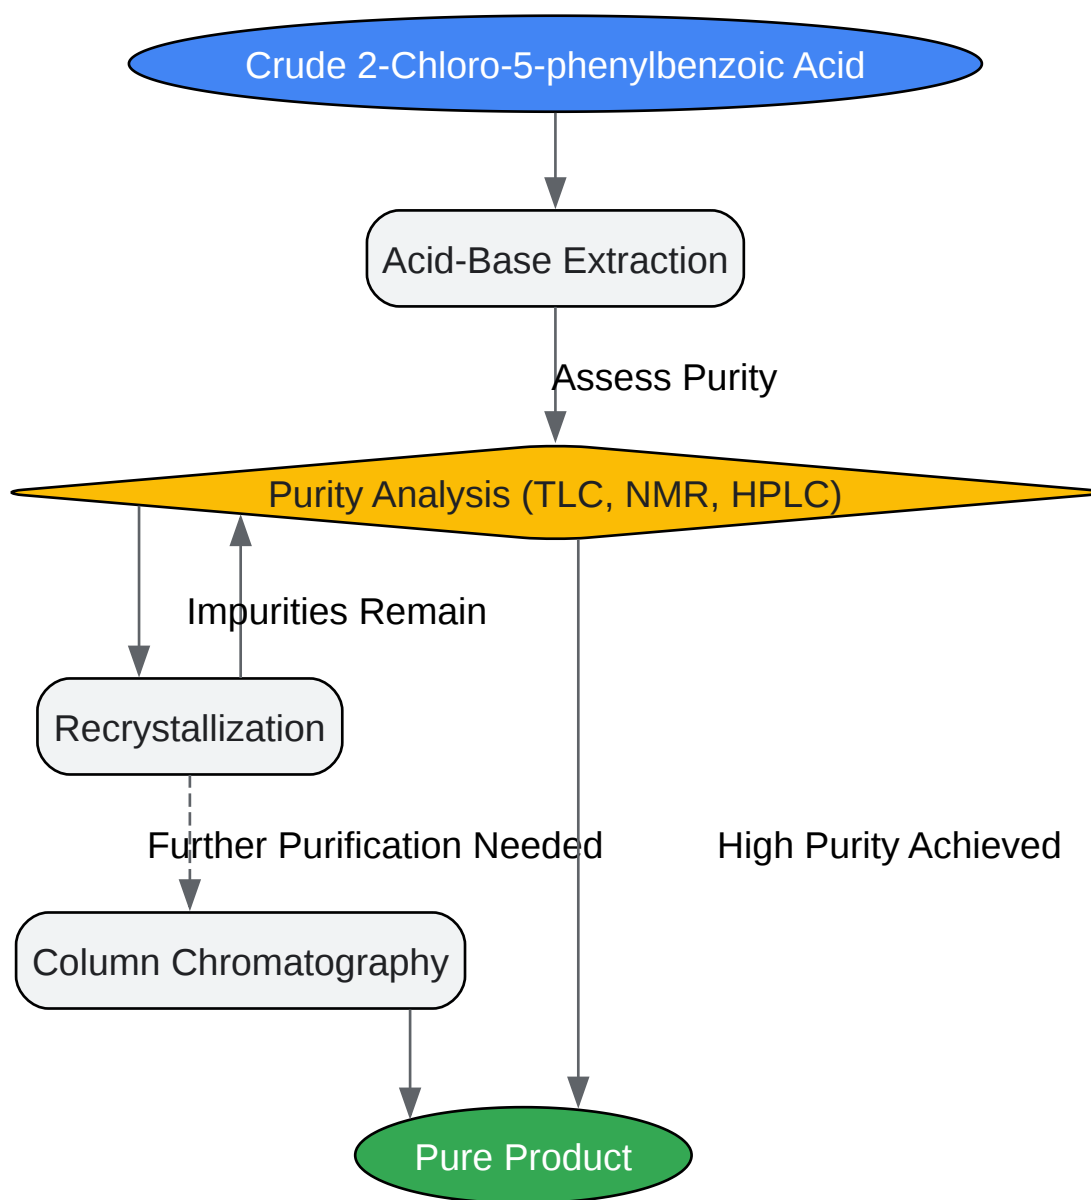 Crude 2-Chloro-5-phenylbenzoic Acid
Acid-Base Extraction
Assess Purity
Purity Analysis (TLC, NMR, HPLC)
Impurities Remain
Recrystallization
Further Purification Needed
High Purity Achieved
Column Chromatography
Pure Product